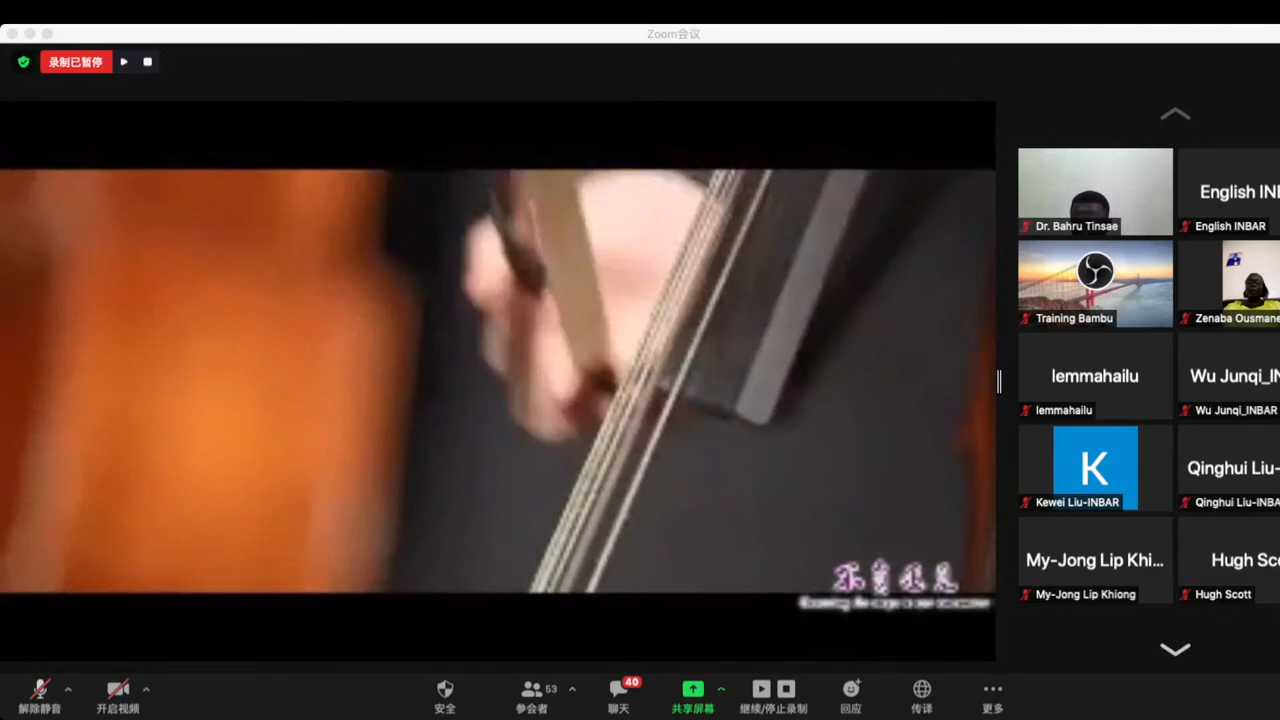 Zoom会议
录制已暂停
English INI
Dr. Bahru Tinsae
English INBAR
Training Bambu
Zenaba Ousmane
lemmahailu
Wu Junqi_IN
lemmahailu
Wu Junqi_INBAR
K
Qinghui Liu-
Kewei Liu-INBAR
Qinghui Liu-INBA
My-Jong Lip Khi...
Hugh Sco
My-Jong Lip Khiong
Hugh Scott
解除静音
开启视频
安全
53
参会者
40
聊天
共享屏幕
继续/停止录制
回应
传译
更多